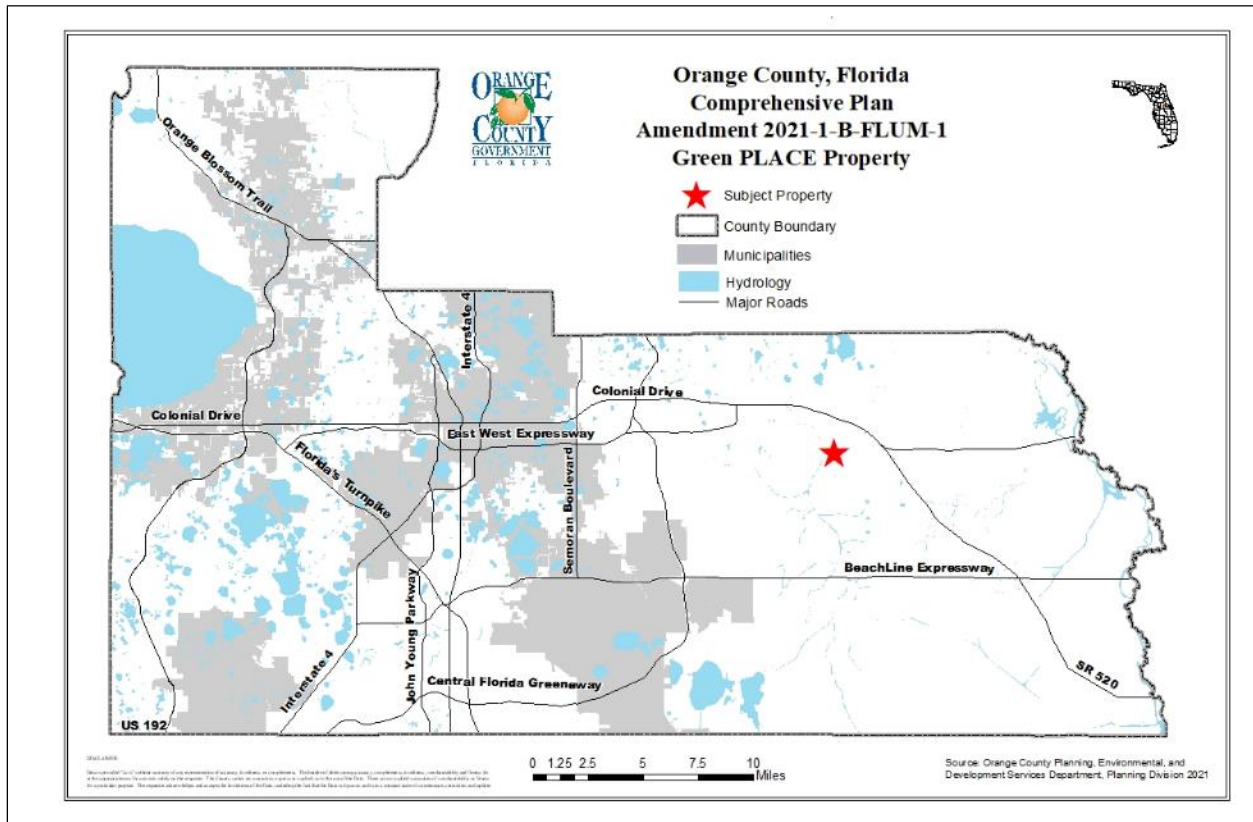 ORANGE
COUNTY
GOVERNMENT
FLORIDA
Orange County, Florida
Comprehensive Plan
Amendment 2021-1-B-FLUM-1
Green PLACE Property
Subject Property
County Boundary
Municipalities
Hydrology
Major Roads
Orange Blossom Trail
Interstate 4
Colonial Drive
Colonial Drive
East West Expressway
Florida's Turnpike
Semoran Boulevard
BeachLine Expressway
John Young Parkway
Interstate 4
Central Florida Greeneway
SR 520
US 192
0 1.25 2.5 5 7.5 10
Miles
Source: Orange County Planning, Environmental, and
Development Services Department, Planning Division 2021